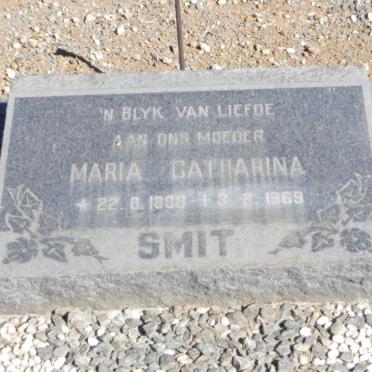 'N BLYK VAN LIEFDE
AAN ONS MOEDER
MARIA CATHARINA
* 22. 8. 1908 - † 3. 2. 1969
SMIT